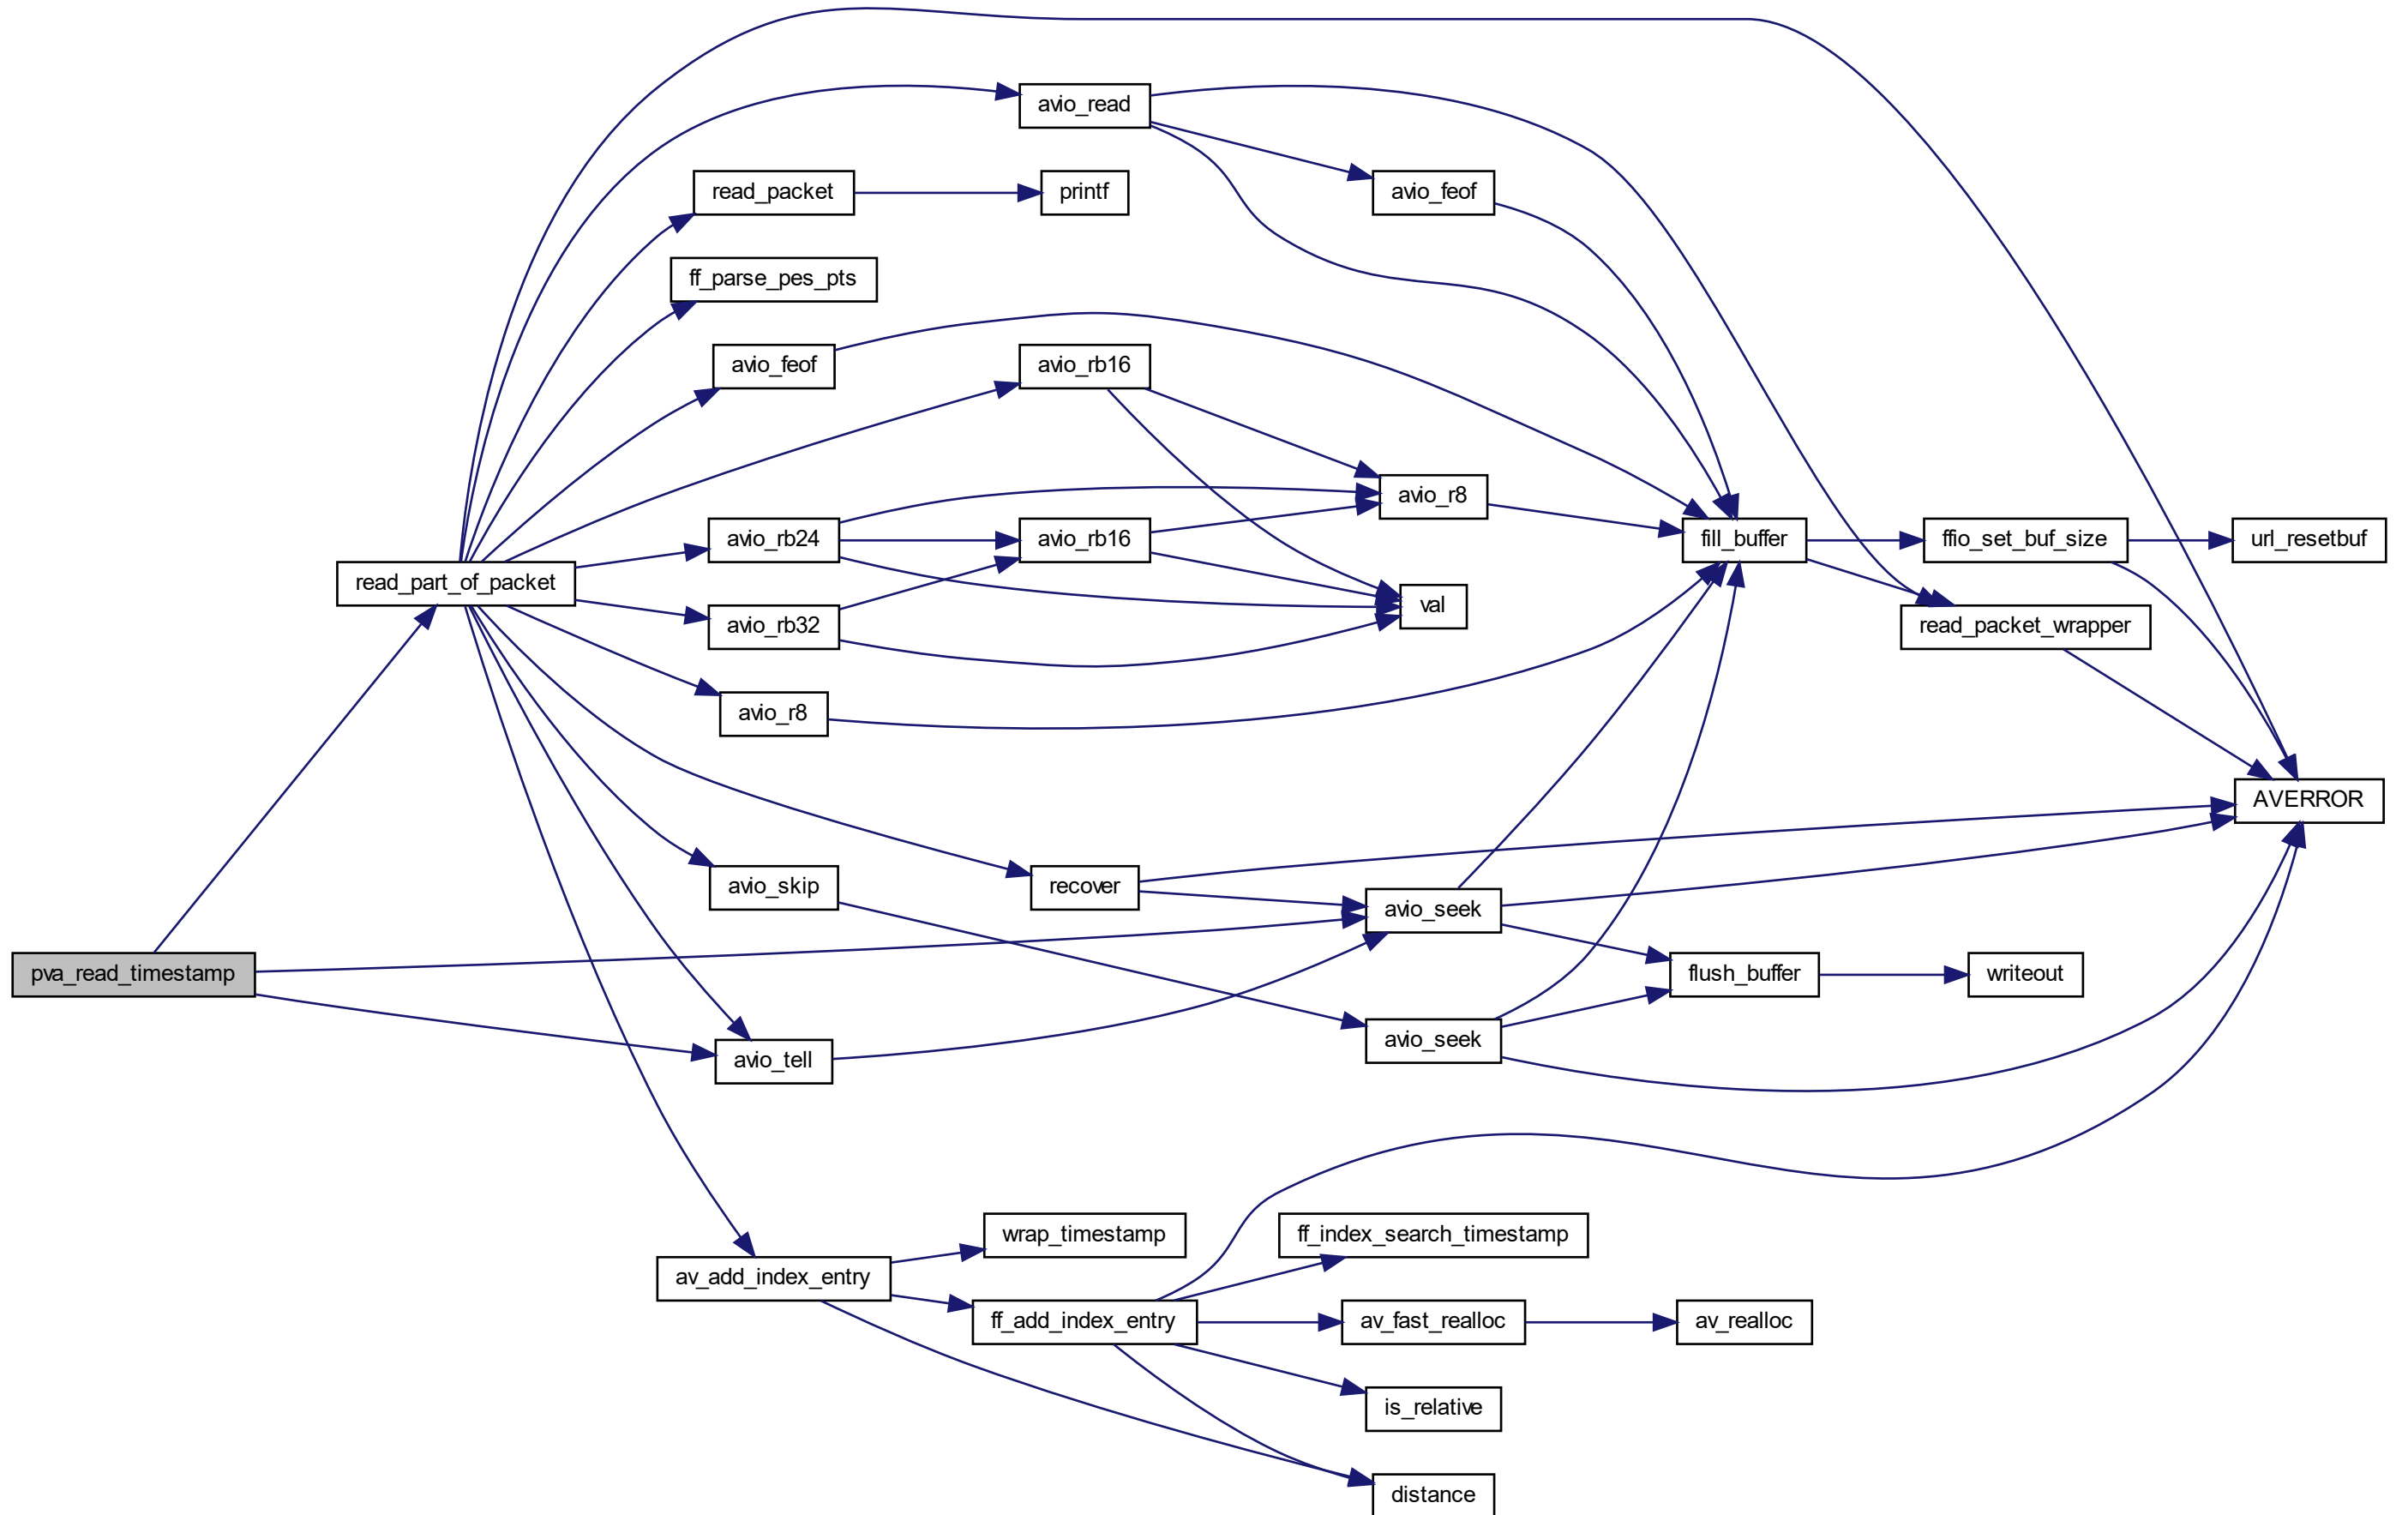 avio_read
read_packet
printf
avio_feof
ff_parse_pes_pts
avio_feof
avio_rb16
avio_r8
avio_rb24
avio_rb16
fill_buffer
ffio_set_buf_size
url_resetbuf
read_part_of_packet
val
avio_rb32
read_packet_wrapper
avio_r8
AVERROR
avio_skip
recover
avio_seek
pva_read_timestamp
flush_buffer
writeout
avio_tell
avio_seek
wrap_timestamp
ff_index_search_timestamp
av_add_index_entry
ff_add_index_entry
av_fast_realloc
av_realloc
is_relative
distance